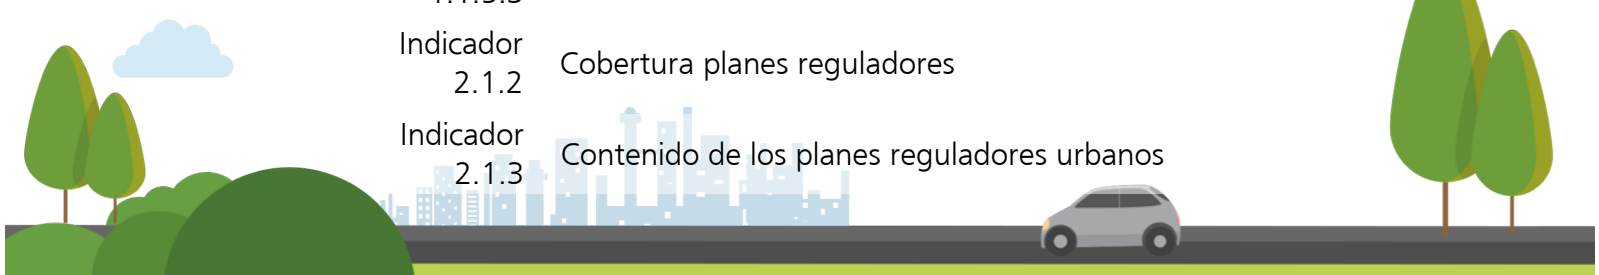 Indicador
2.1.2
Cobertura planes reguladores
Indicador
2.1.3
Contenido de los planes reguladores urbanos